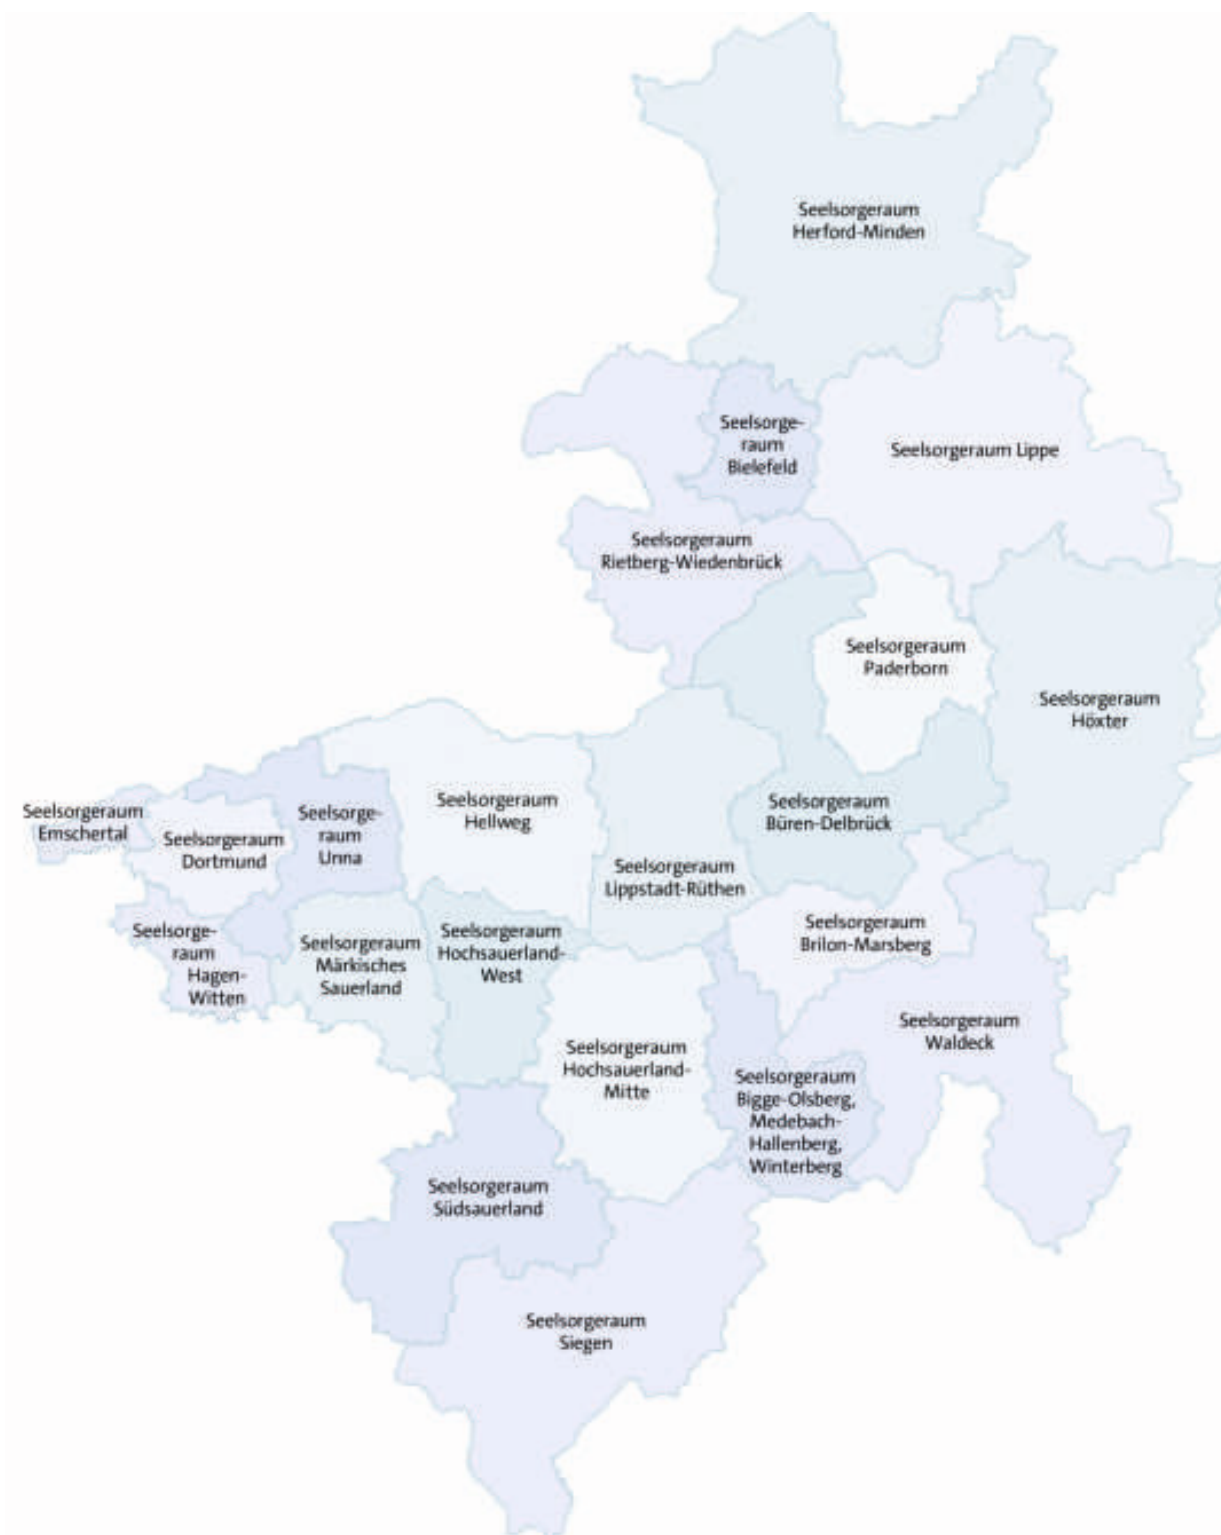 Seelsorgeraum
Herford-Minden
Seelsorge-
raum
Bielefeld
Seelsorgeraum Lippe
Seelsorgeraum
Rietberg-Wiedenbrück
Seelsorgeraum
Paderborn
Seelsorgeraum
Höxter
Seelsorgeraum
Emschertal
Seelsorgeraum
Dortmund
Seelsorge-
raum
Unna
Seelsorgeraum
Hellweg
Seelsorgeraum
Lippstadt-Rüthen
Seelsorgeraum
Büren-Delbrück
Seelsorge-
raum
Hagen-
Witten
Seelsorgeraum
Märkisches
Sauerland
Seelsorgeraum
Hochsauerland-
West
Seelsorgeraum
Brilon-Marsberg
Seelsorgeraum
Hochsauerland-
Mitte
Seelsorgeraum
Bigge-Olsberg,
Medebach-
Hallenberg,
Winterberg
Seelsorgeraum
Waldeck
Seelsorgeraum
Südsauerland
Seelsorgeraum
Siegen